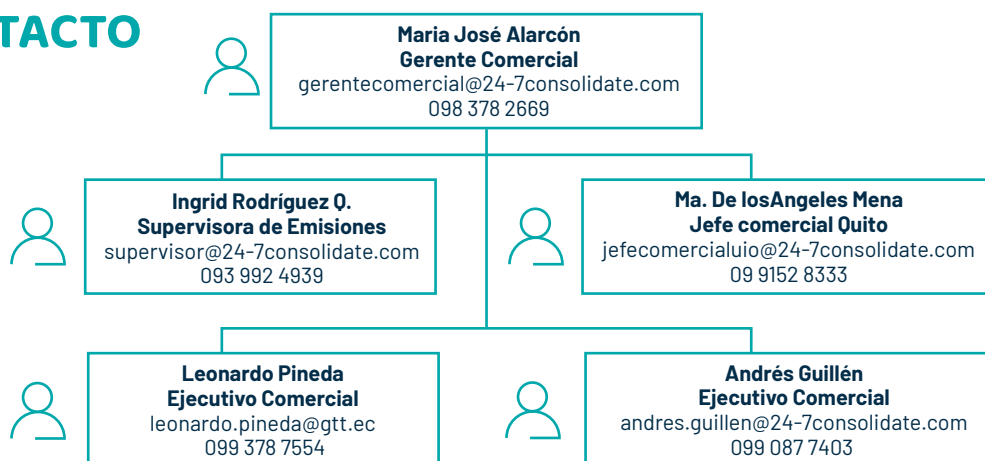 TACTO
Maria José Alarcón
Gerente Comercial
gerentecomercial@24-7consolidate.com
098 378 2669
Ingrid Rodríguez Q.
Supervisora de Emisiones
supervisor@24-7consolidate.com
093 992 4939
Ma. De losAngeles Mena
Jefe comercial Quito
jefecomercialuio@24-7consolidate.com
09 9152 8333
Leonardo Pineda
Ejecutivo Comercial
leonardo.pineda@gtt.ec
099 378 7554
Andrés Guillén
Ejecutivo Comercial
andres.guillen@24-7consolidate.com
099 087 7403